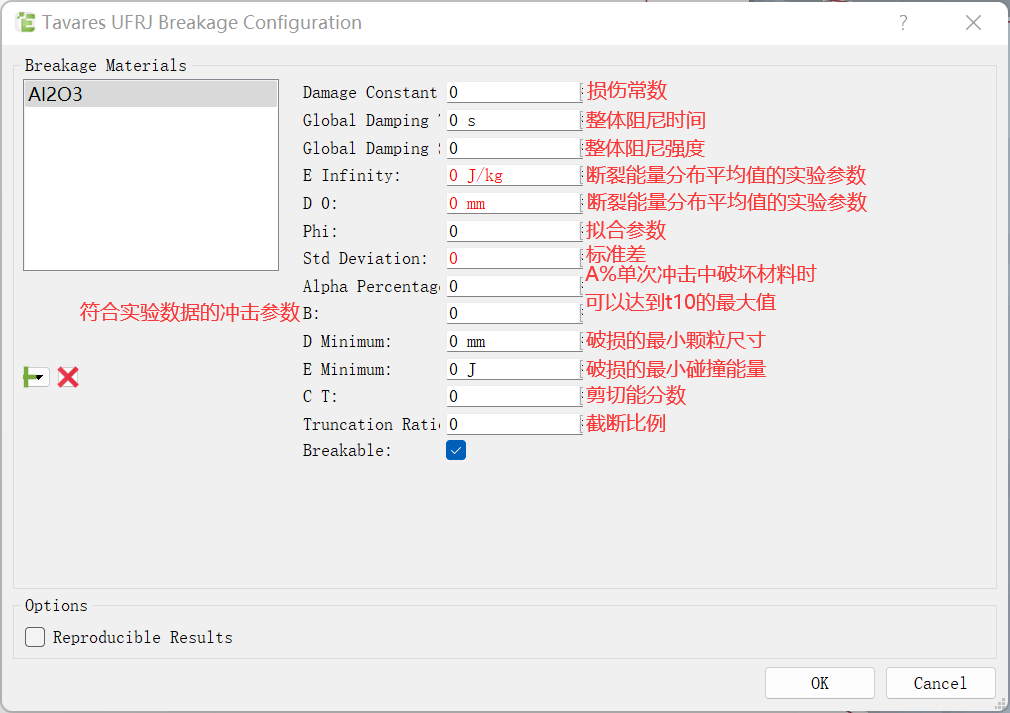 Tavares UFRJ Breakage Configuration
Breakage Materials
Al2O3
Damage Constant 0 损伤常数
Global Damping 0 s 整体阻尼时间
Global Damping 0 整体阻尼强度
E Infinity: 0 J/kg 断裂能量分布平均值的实验参数
D 0: 0 mm 断裂能量分布平均值的实验参数
Phi: 0 拟合参数
Std Deviation: 0 标准差
Alpha Percentage 0 A%单次冲击中破坏材料时
可以达到t10的最大值
符合实验数据的冲击参数 B: 0
D Minimum: 0 mm 破损的最小颗粒尺寸
E Minimum: 0 J 破损的最小碰撞能量
C T: 0 剪切能分数
Truncation Rati 0 截断比例
Breakable:
Options
Reproducible Results
OK Cancel